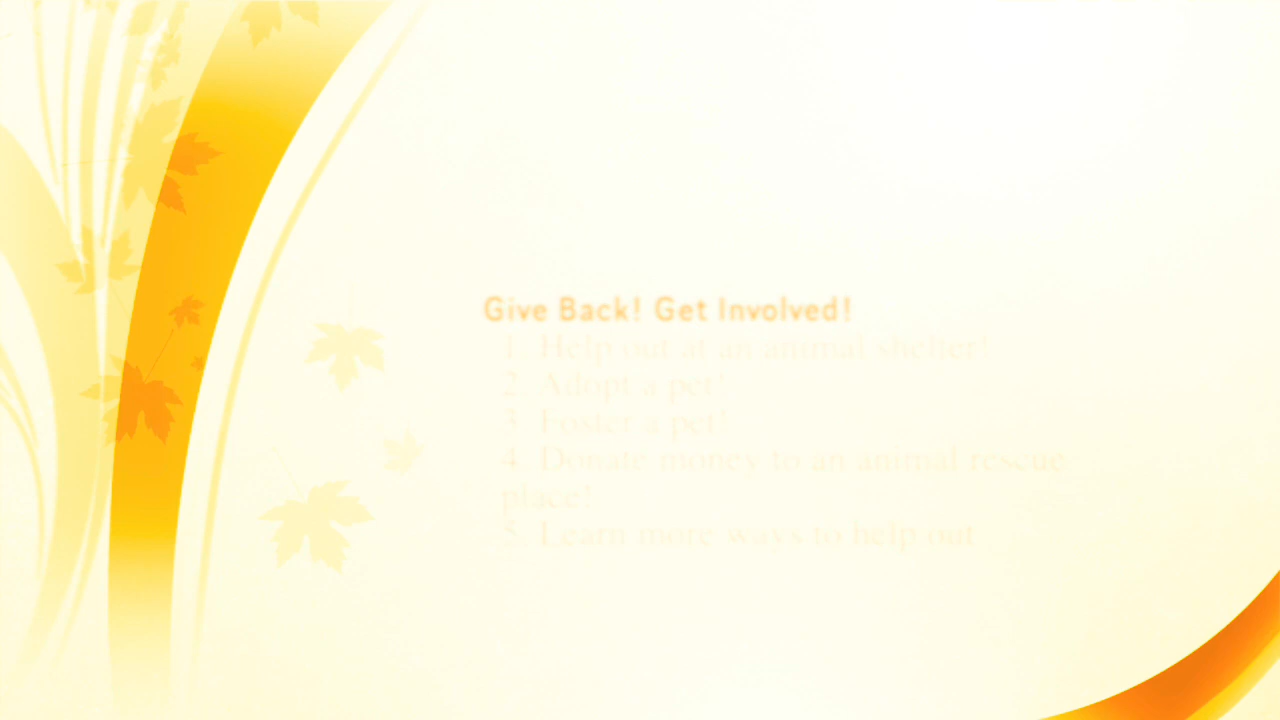 Give Back! Get Involved!
1. Help out at an animal shelter!
2. Adopt a pet!
3. Foster a pet!
4. Donate money to an animal rescue
place!
5. Learn more ways to help out